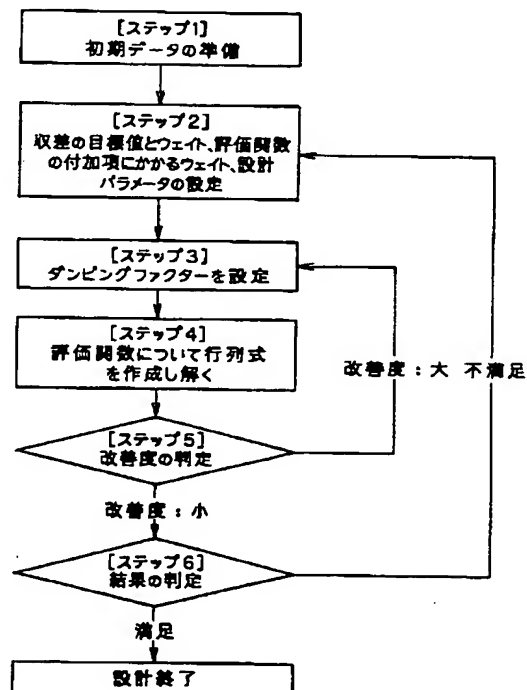 [ステップ1]
初期データの準備
[ステップ2]
収差の目標値とウェイト、評価関数
の付加項にかかるウェイト、設計
パラメータの設定
[ステップ3]
ダンピングファクターを設定
[ステップ4]
評価関数について行列式
を作成し解く
改善度：大 不満足
[ステップ5]
改善度の判定
改善度：小
[ステップ6]
結果の判定
満足
設計終了